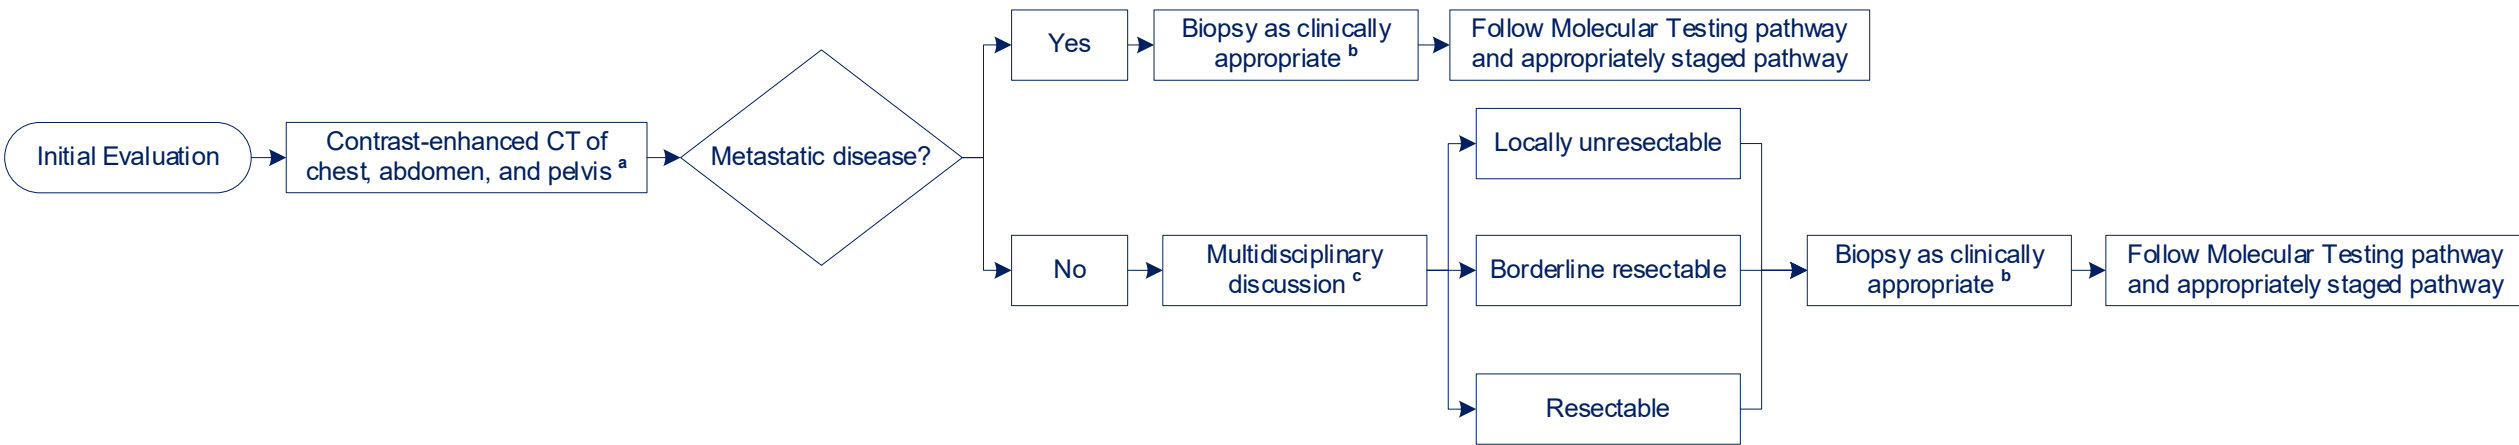 Initial Evaluation
Contrast-enhanced CT of
chest, abdomen, and pelvis a
Metastatic disease?
Yes
Biopsy as clinically
appropriate b
Follow Molecular Testing pathway
and appropriately staged pathway
No
Multidisciplinary
discussion c
Locally unresectable
Borderline resectable
Resectable
Biopsy as clinically
appropriate b
Follow Molecular Testing pathway
and appropriately staged pathway